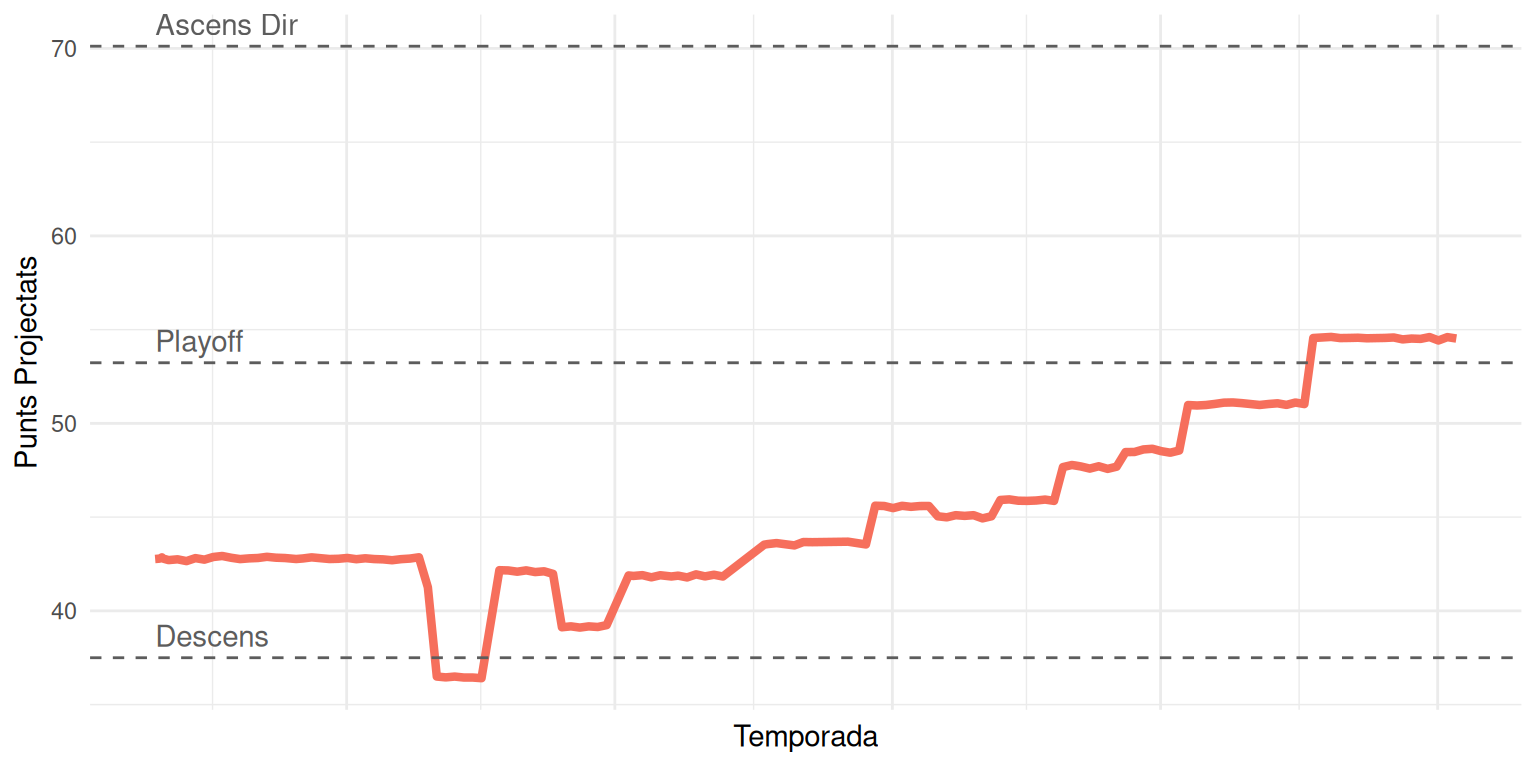 Ascens Dir
70
60
Playoff
50
40
Descens
Punts Projectats
Temporada